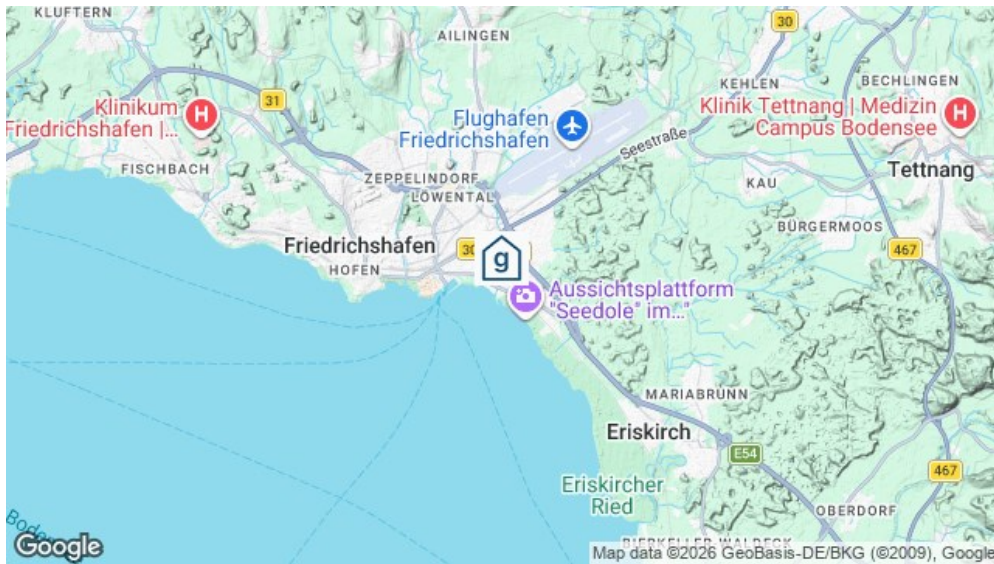 KLUFTERN
AILINGEN
30
KEHLEN
BECHLINGEN
31
Klinikum
Friedrichshafen |...
H
Flughafen
Friedrichshafen
Klinik Tettnang | Medizin
Campus Bodensee
H
Seestraße
FISCHBACH
ZEPPELINDORF
LÖWENTAL
KAU
Tettnang
BÜRGERMOOS
Friedrichshafen
30
467
HOFEN
g
Aussichtsplattform
"Seedole" im..."
MARIABRUNN
Eriskirch
E54
467
Eriskircher
Ried
OBERDORF
BIERKELLER-WALDECK
Google
Map data ©2026 GeoBasis-DE/BKG (©2009), Google